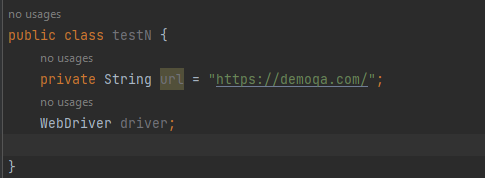 no usages
public class testN {
no usages
private String url = "https://demoqa.com/";
no usages
WebDriver driver;
}